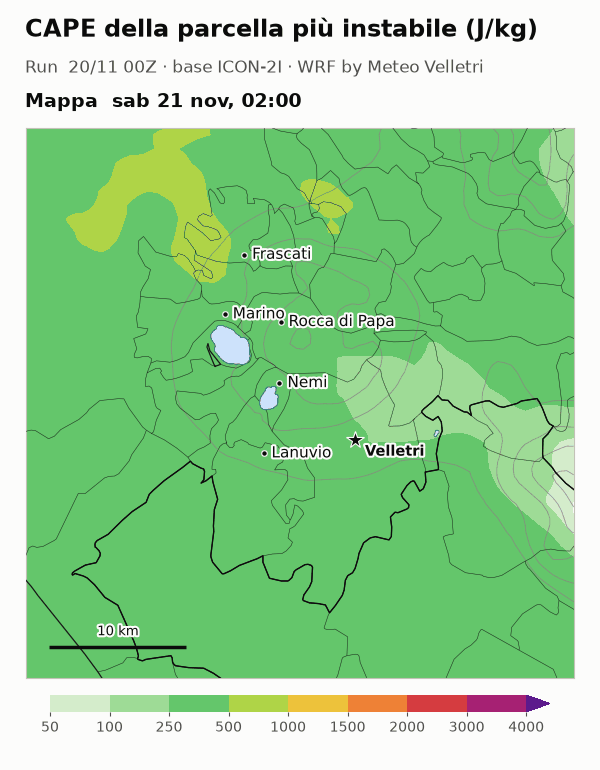 CAPE della parcella più instabile (J/kg)
Run  20/11 00Z · base ICON-2I · WRF by Meteo Velletri
Mappa  sab 21 nov, 02:00
Frascati
Marino
Rocca di Papa
Nemi
Velletri
Lanuvio
10 km
50 100 250 500 1000 1500 2000 3000 4000